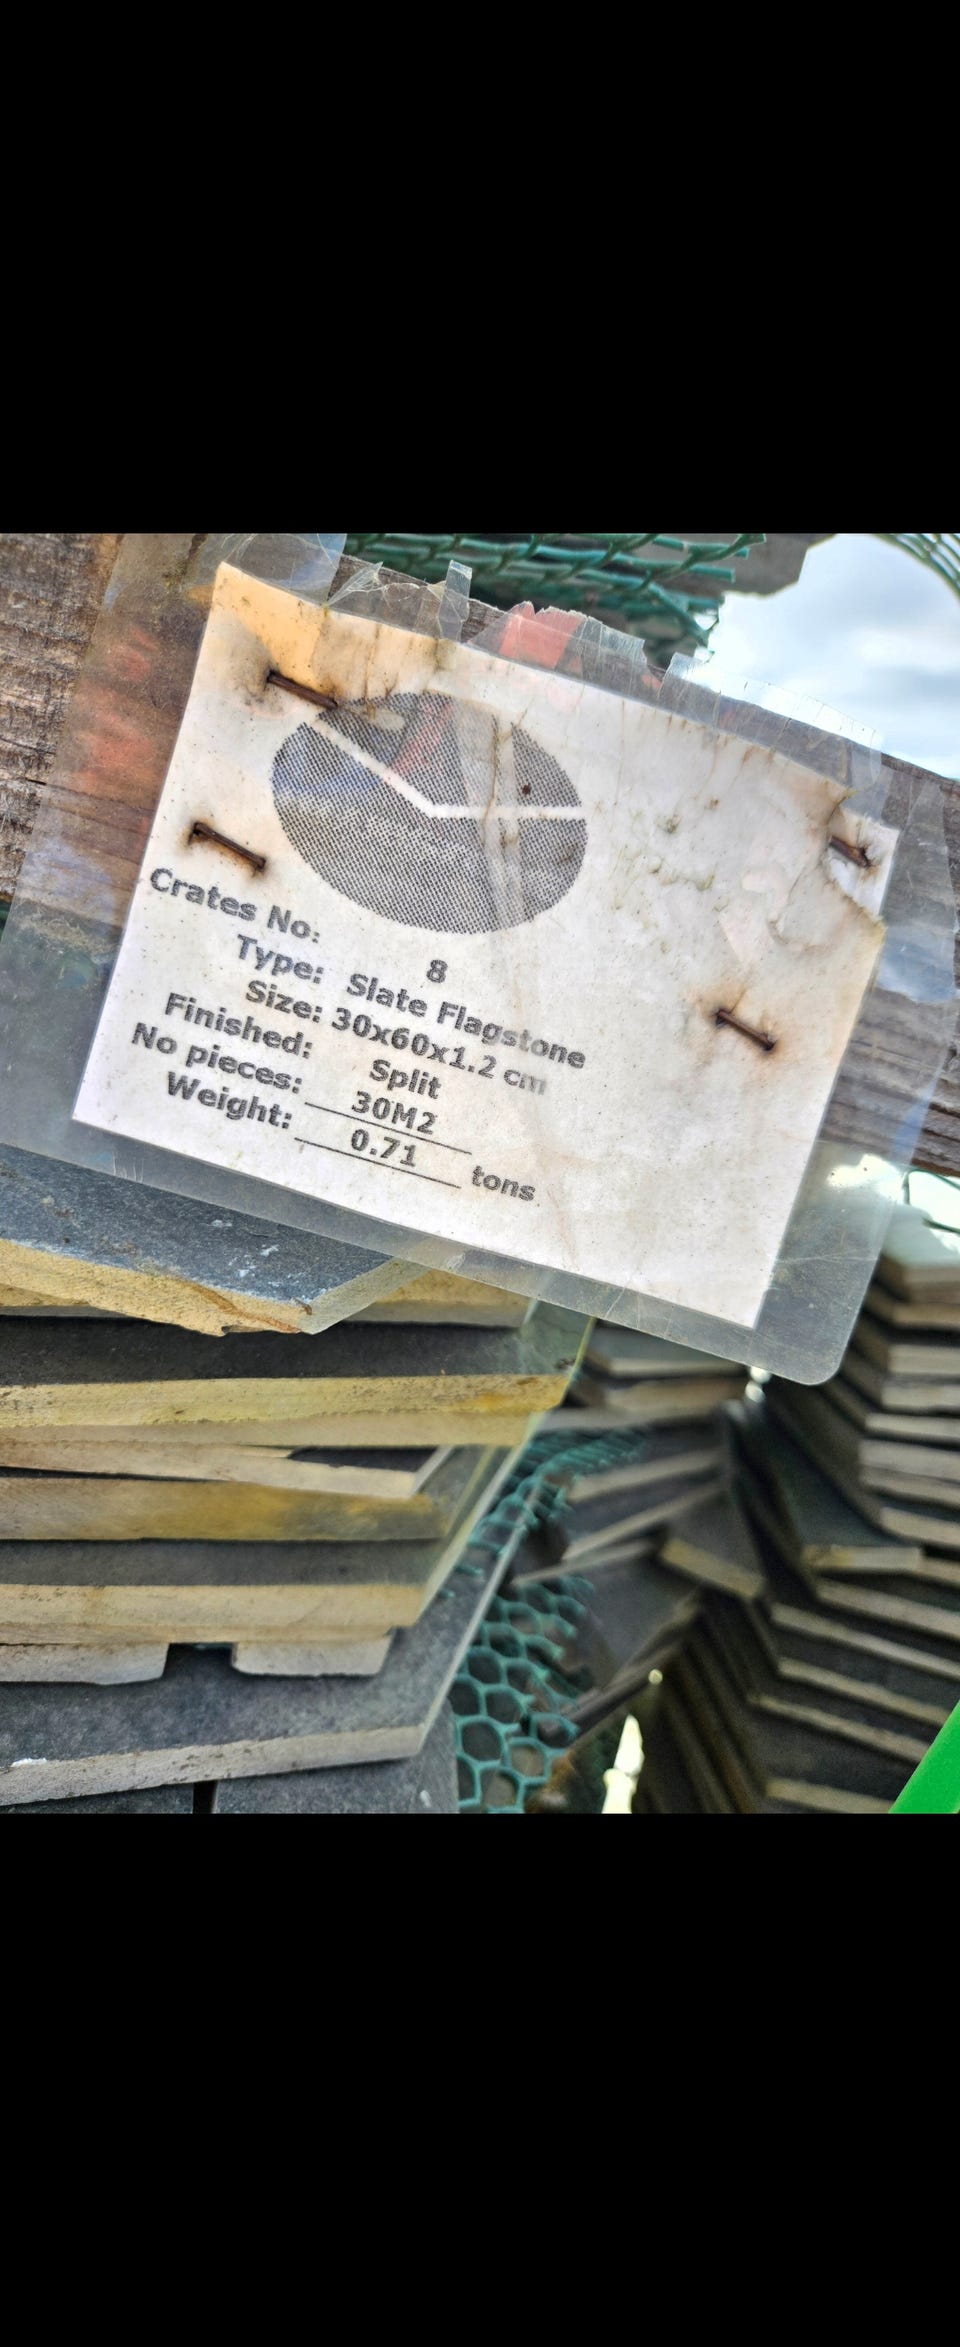 Crates No: 8
Type: Slate Flagstone
Size: 30x60x1.2 cm
Finished: Split
No pieces: 30M2
Weight: 0.71 tons